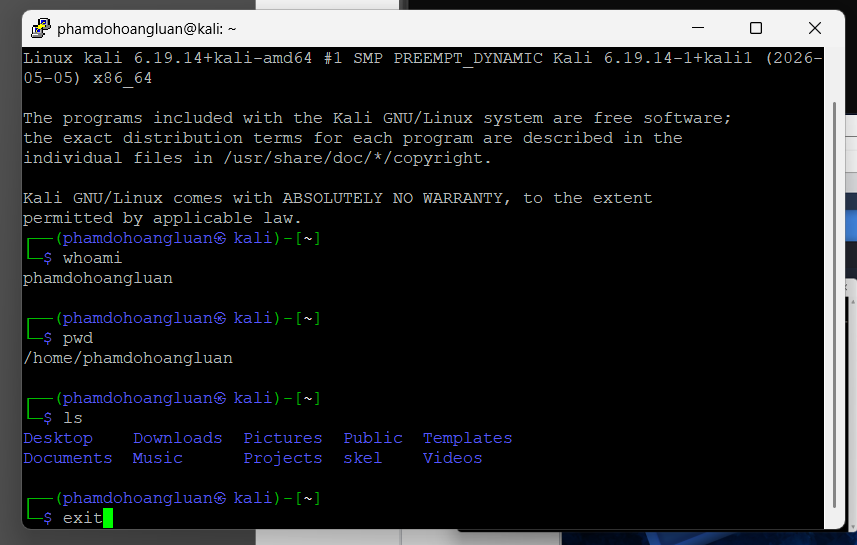 phamdohoangluan@kali: ~
Linux kali 6.19.14+kali-amd64 #1 SMP PREEMPT_DYNAMIC Kali 6.19.14-1+kali1 (2026-
05-05) x86_64
The programs included with the Kali GNU/Linux system are free software;
the exact distribution terms for each program are described in the
individual files in /usr/share/doc/*/copyright.
Kali GNU/Linux comes with ABSOLUTELY NO WARRANTY, to the extent
permitted by applicable law.
┌──(phamdohoangluan㉿ kali)-[~]
└─$ whoami
phamdohoangluan
┌──(phamdohoangluan㉿ kali)-[~]
└─$ pwd
/home/phamdohoangluan
┌──(phamdohoangluan㉿ kali)-[~]
└─$ ls
Desktop    Downloads  Pictures  Public  Templates
Documents  Music      Projects  skel    Videos
┌──(phamdohoangluan㉿ kali)-[~]
└─$ exit